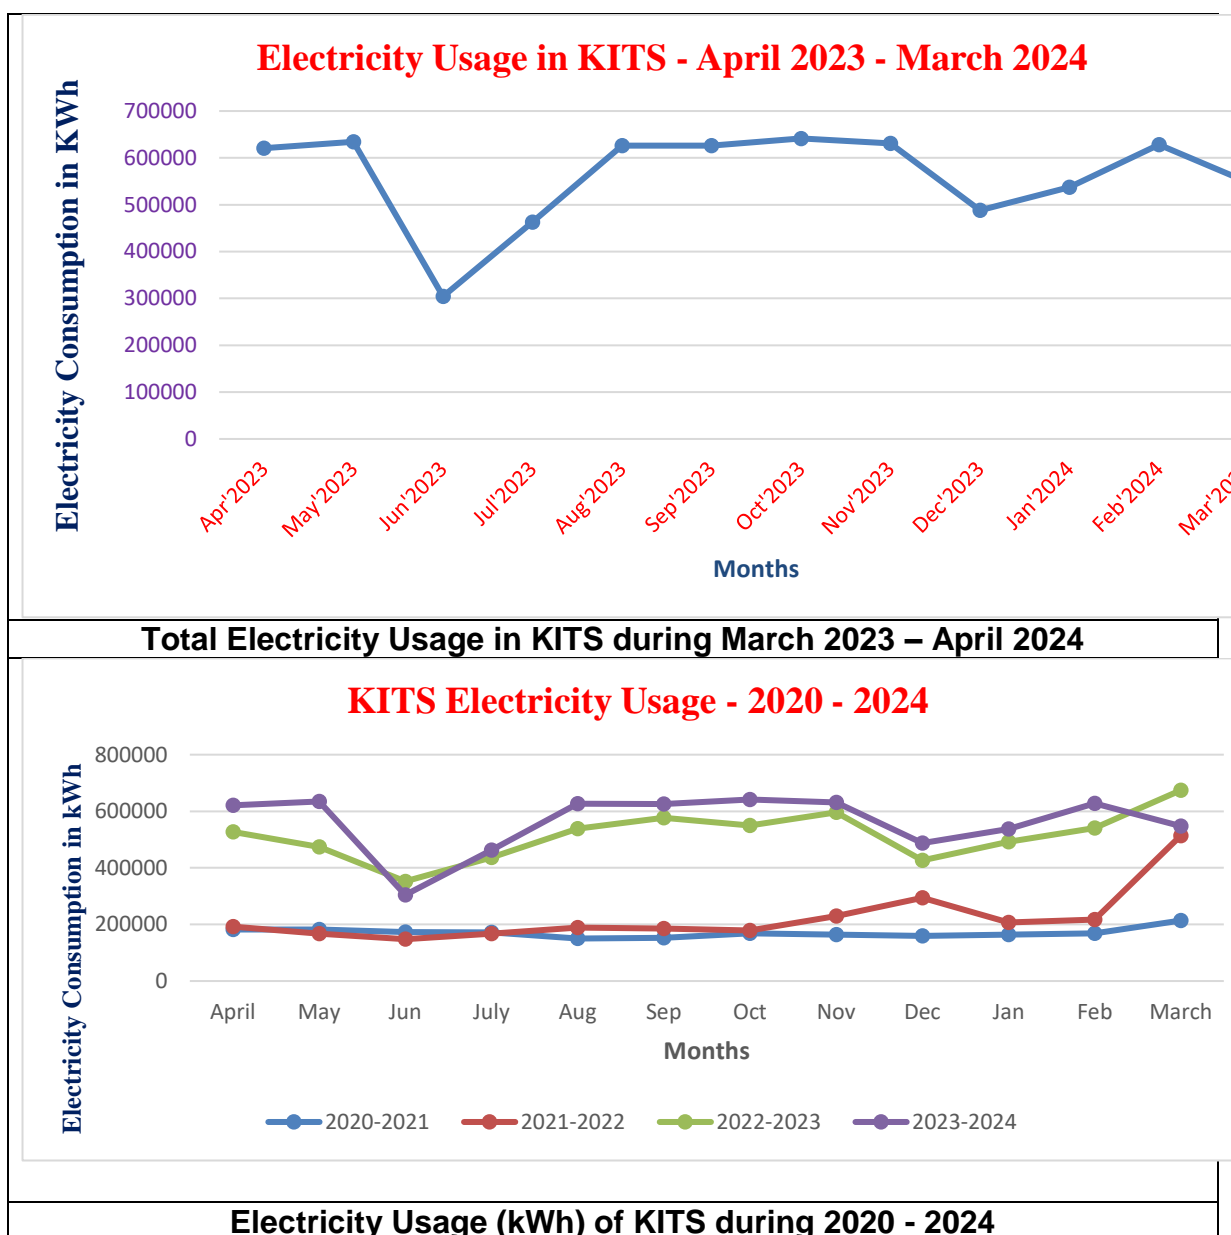 Electricity Usage in KITS - April 2023 - March 2024
Electricity Consumption in KWh
700000
600000
500000
400000
300000
200000
100000
0
Apr'2023
May'2023
Jun'2023
Jul'2023
Aug'2023
Sep'2023
Oct'2023
Nov'2023
Dec'2023
Jan'2024
Feb'2024
Mar'20
Months
Total Electricity Usage in KITS during March 2023 – April 2024
KITS Electricity Usage - 2020 - 2024
Electricity Consumption in kWh
800000
600000
400000
200000
0
April May Jun July Aug Sep Oct Nov Dec Jan Feb March
Months
2020-2021 2021-2022 2022-2023 2023-2024
Electricity Usage (kWh) of KITS during 2020 - 2024